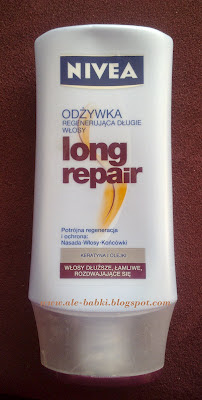 NIVEA
ODŻYWKA
REGENERUJĄCA DŁUGIE
WŁOSY
long
repair
Potrójna regeneracja
i ochrona:
Nasada-Włosy-Końcówki
KERATYNA I OLEJKI
WŁOSY DŁUŻSZE, ŁAMLIWE,
ROZDWAJAJĄCE SIĘ
www.ale-babki.blogspot.com